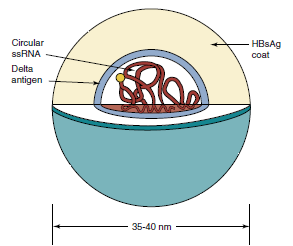 Circular
ssRNA
Delta
antigen
HBsAg
coat
35-40 nm